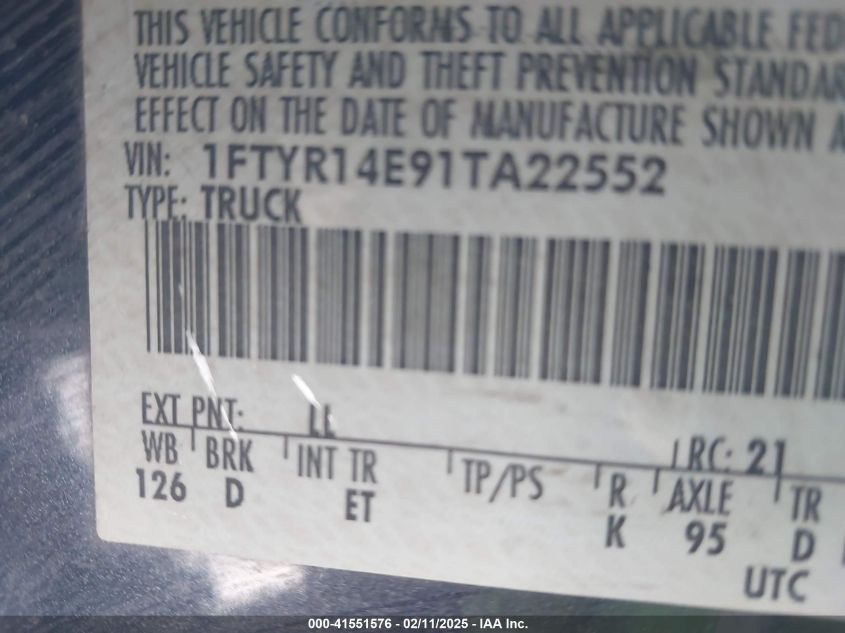 THIS VEHICLE CONFORMS TO ALL APPLICABLE FED
VEHICLE SAFETY AND THEFT PREVENTION STANDAR
EFFECT ON THE DATE OF MANUFACTURE SHOWN A
VIN: 1FTYR14E91TA22552
TYPE: TRUCK
EXT PNT: LL RC: 21
WB BRK INT TR TP/PS R AXLE TR
126 D ET K 95 D
UTC
000-41551576 - 02/11/2025 - IAA Inc.